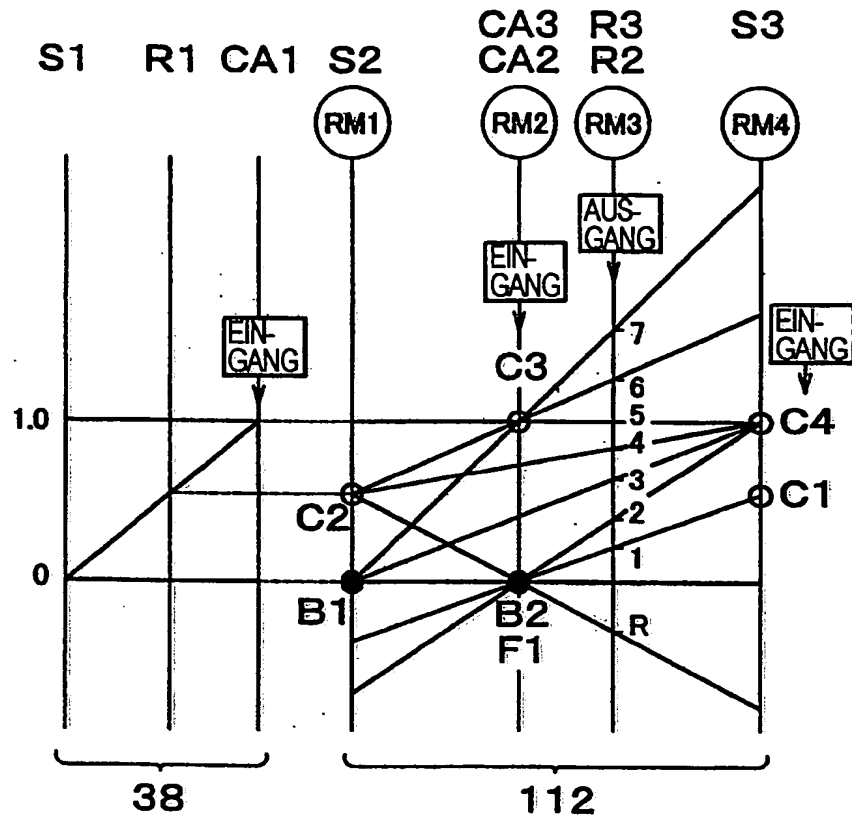 CA3 R3 S3
S1 R1 CA1 S2 CA2 R2
RM1 RM2 RM3 RM4
AUS-
GANG
EIN-
GANG
EIN-
GANG
EIN-
GANG
7
C3
6
1.0
5
C4
4
3
C2
C1
2
1
0
B1
B2
R
F1
38
112